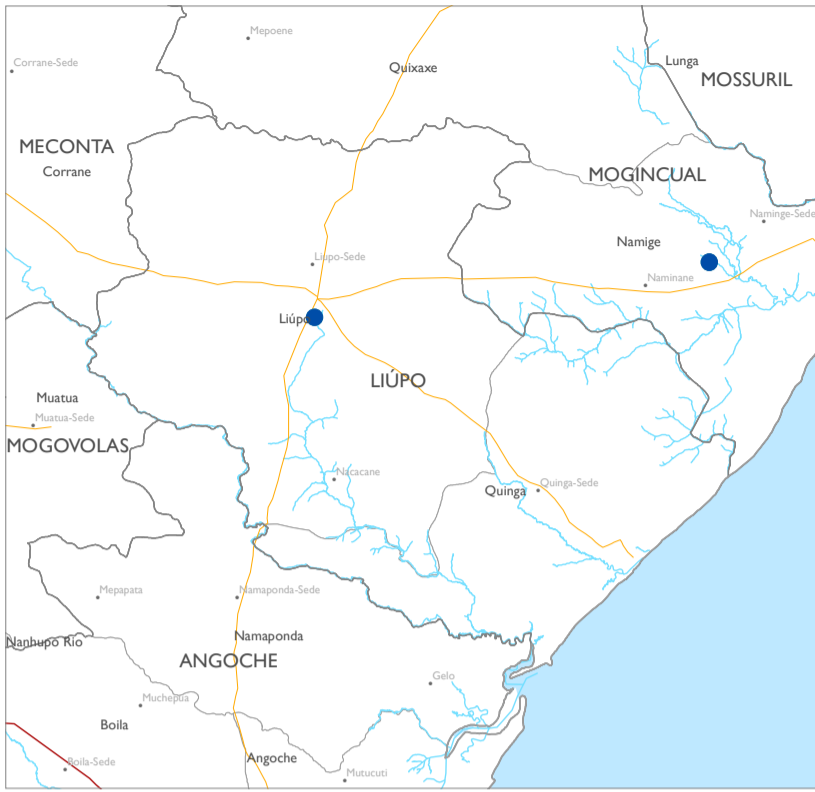 Mepoene
Corrane-Sede
Quixaxe
Lunga
MOSSURIL
MECONTA
Corrane
MOGINCUAL
Naminge-Sede
Namige
Liupo-Sede
Naminane
Liúpo
LIÚPO
Muatua
Muatua-Sede
MOGOVOLAS
Nacacane
Quinga
Quinga-Sede
Mepapata
Namaponda-Sede
Nanhupo Rio
Namaponda
ANGOCHE
Gelo
Muchepua
Boila
Angoche
Boila-Sede
Mutucuti